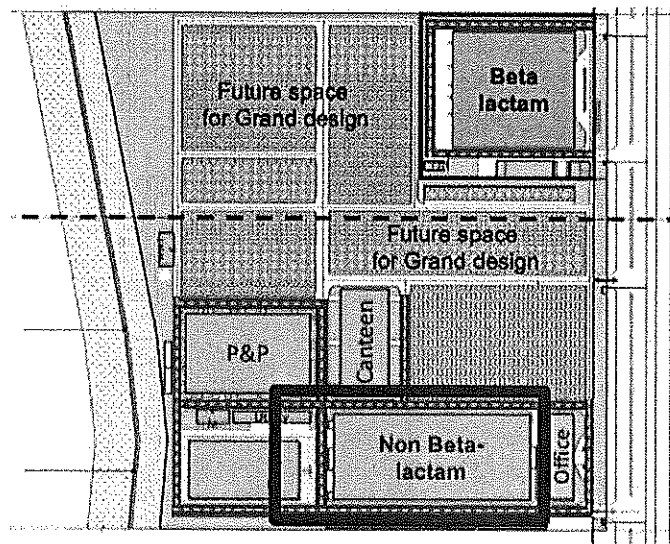 Beta
lactam
Future space
for Grand design
Future space
for Grand design
P&P
Canteen
Non Beta-
lactam
Office